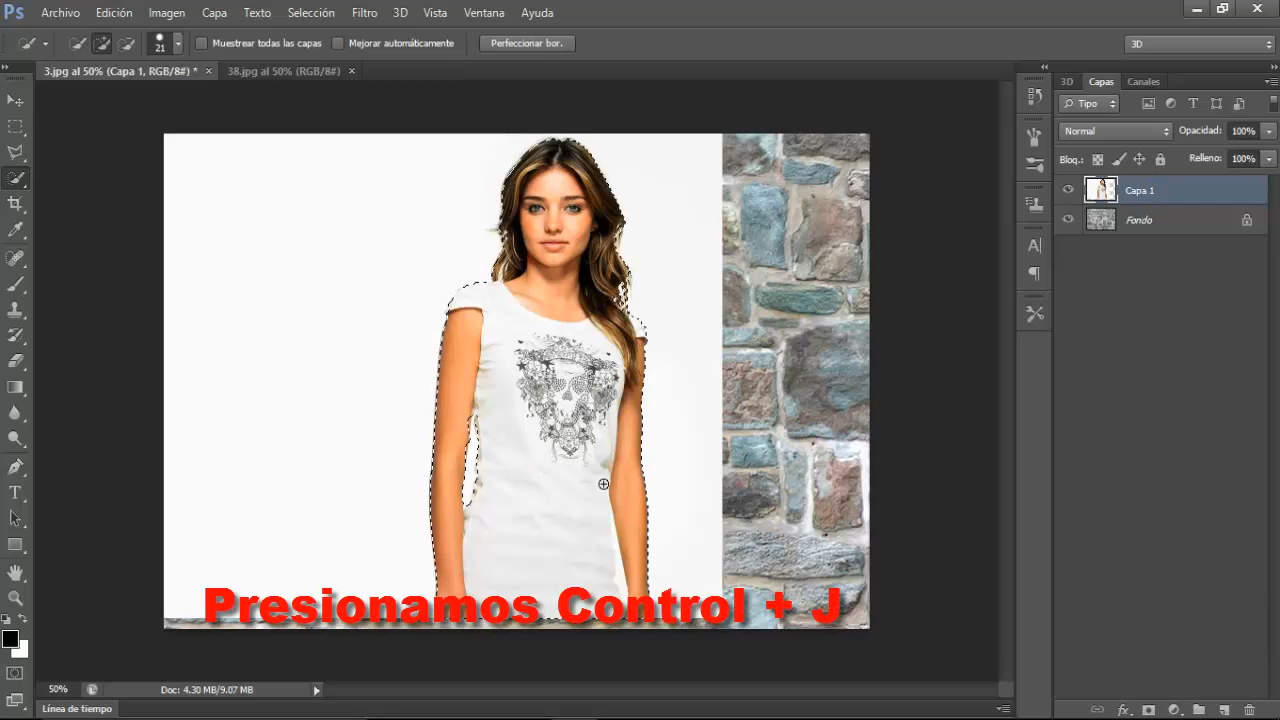 Ps Archivo Edición Imagen Capa Texto Selección Filtro 3D Vista Ventana Ayuda
21 Muestrear todas las capas Mejorar automáticamente Perfeccionar bor. 3D
3.jpg al 50% (Capa 1, RGB/8#) * × 38.jpg al 50% (RGB/8#) ×
3D Capas Canales
Tipo
Normal Opacidad: 100%
Bloq.: Relleno: 100%
Capa 1
Fondo
Presionamos Control + J
50% Doc: 4.30 MB/9.07 MB
Línea de tiempo